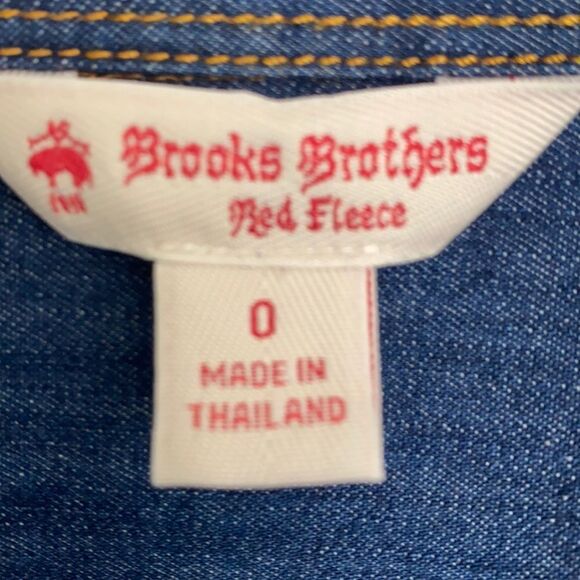 Brooks Brothers
Red Fleece
0
MADE IN
THAILAND